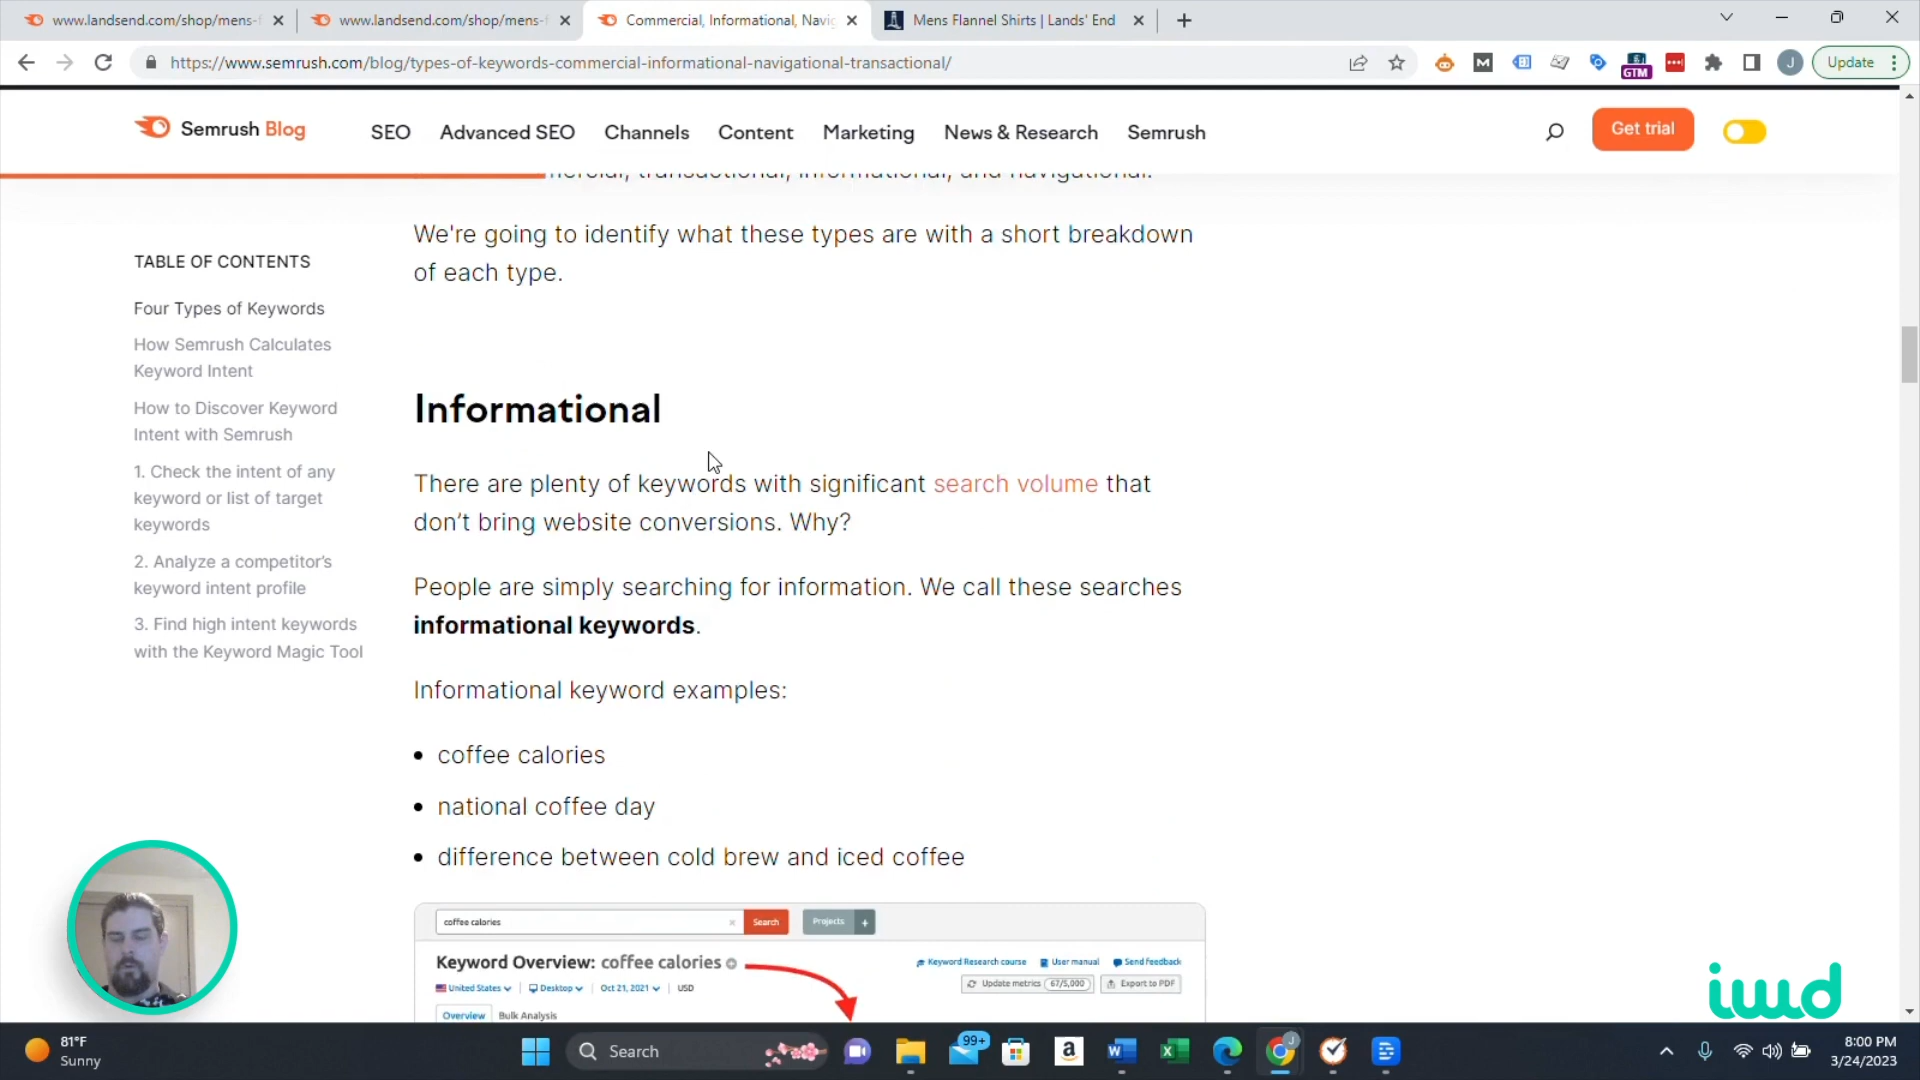 www.landsend.com/shop/mens-f
www.landsend.com/shop/mens-f
Commercial, Informational, Navig
Mens Flannel Shirts | Lands' End
https://www.semrush.com/blog/types-of-keywords-commercial-informational-navigational-transactional/
M
GTM
J
Update
Semrush Blog
SEO
Advanced SEO
Channels
Content
Marketing
News & Research
Semrush
Get trial
transactional, informational, and navigational.
We're going to identify what these types are with a short breakdown
of each type.
TABLE OF CONTENTS
Four Types of Keywords
How Semrush Calculates
Keyword Intent
How to Discover Keyword
Intent with Semrush
1. Check the intent of any
keyword or list of target
keywords
2. Analyze a competitor's
keyword intent profile
3. Find high intent keywords
with the Keyword Magic Tool
Informational
There are plenty of keywords with significant search volume that
don't bring website conversions. Why?
People are simply searching for information. We call these searches
informational keywords.
Informational keyword examples:
• coffee calories
• national coffee day
• difference between cold brew and iced coffee
coffee calories
Search
Projects +
Keyword Overview: coffee calories
Keyword Research course
User manual
Send feedback
United States
Desktop
Oct 21, 2021
USD
Update metrics 67/5,000
Export to PDF
Overview
Bulk Analysis
iwd
81°F
Sunny
Search
99+
a
J
8:00 PM
3/24/2023